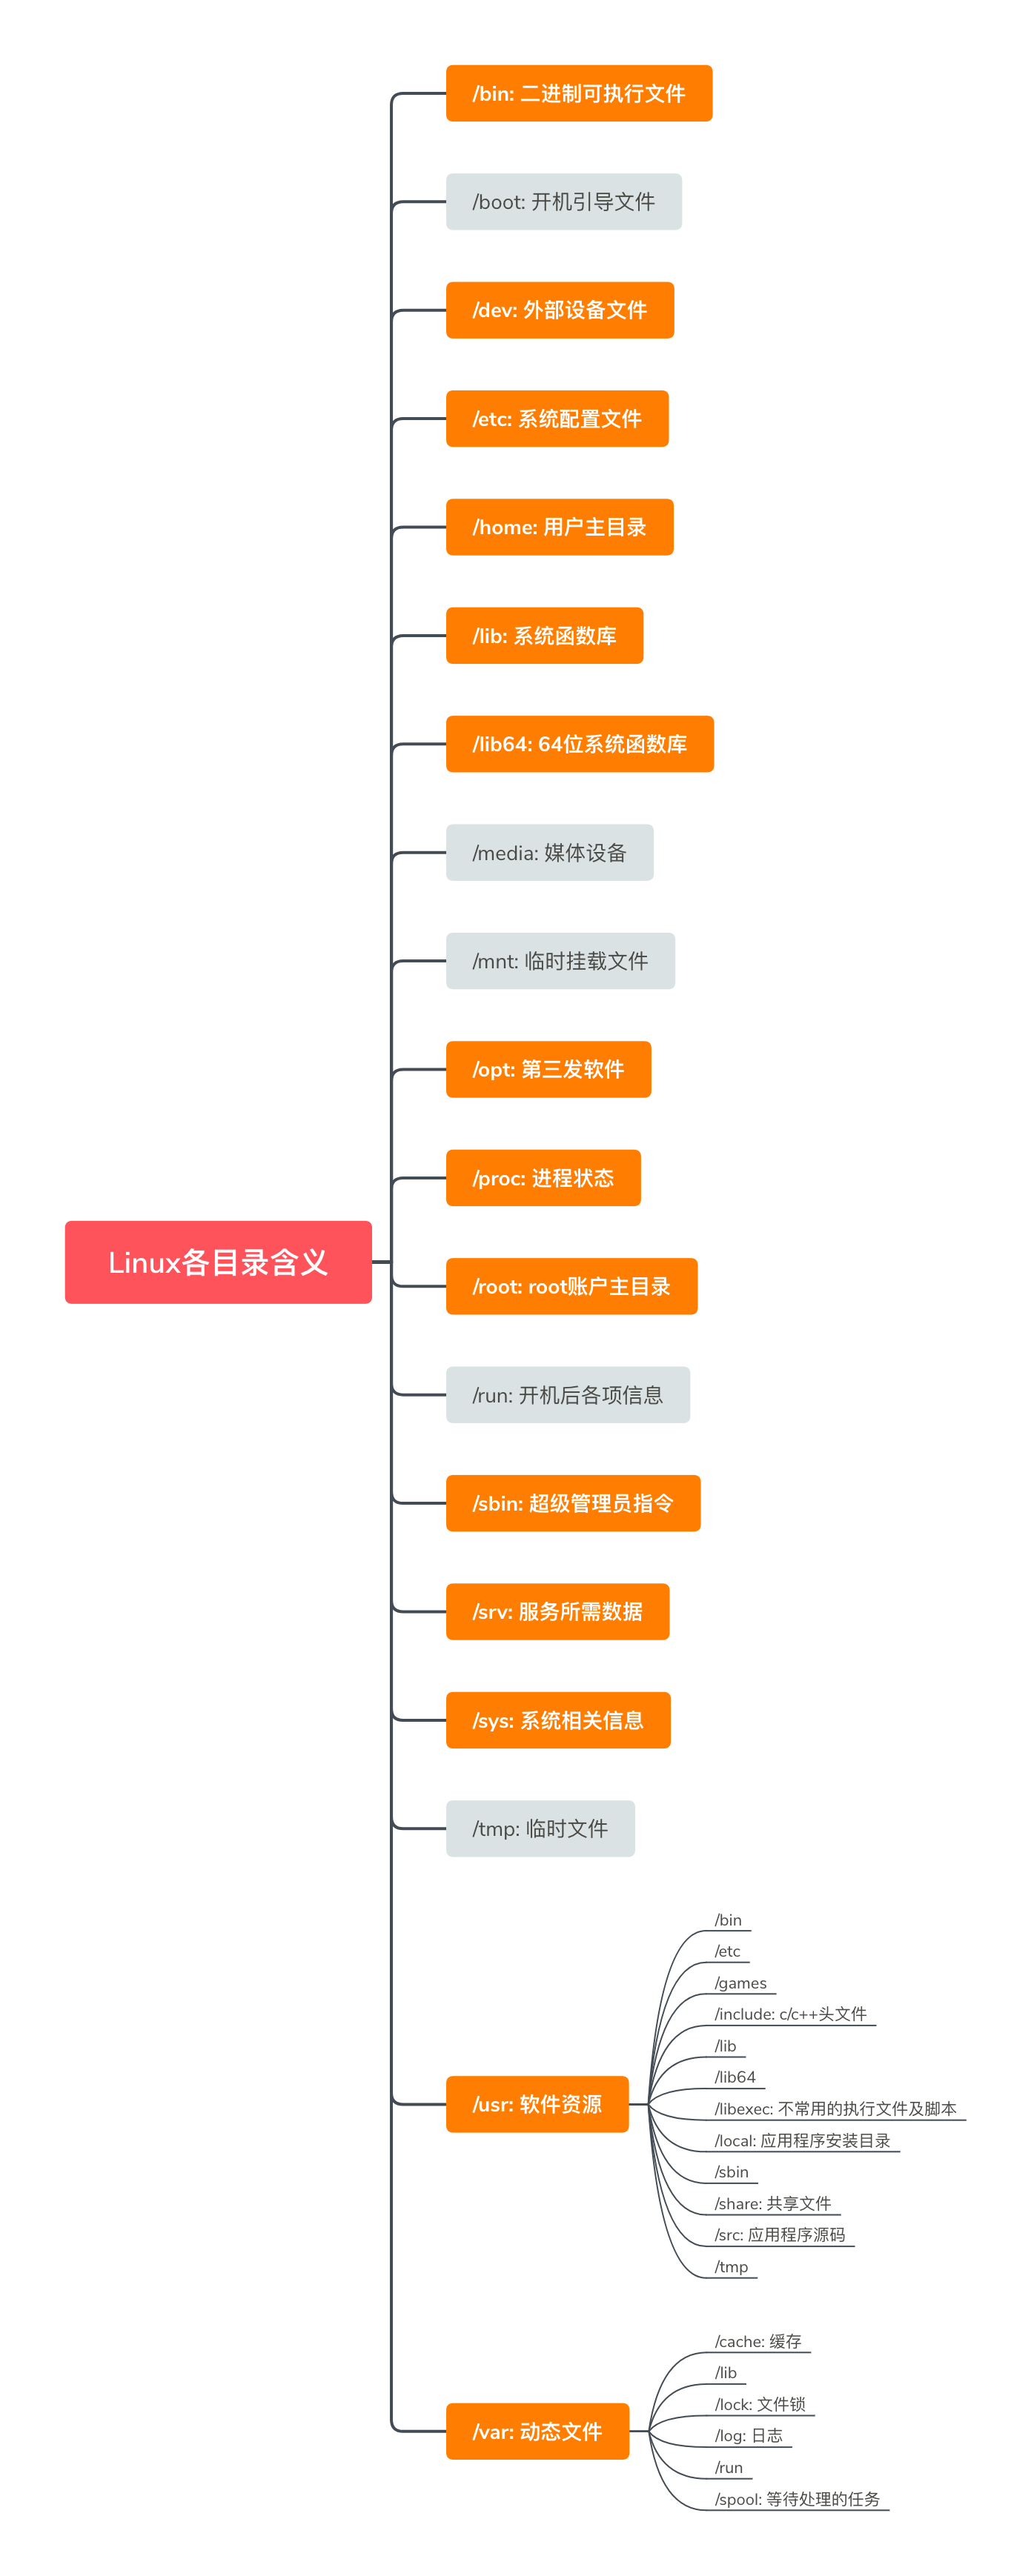 Linux各目录含义
/bin: 二进制可执行文件
/boot: 开机引导文件
/dev: 外部设备文件
/etc: 系统配置文件
/home: 用户主目录
/lib: 系统函数库
/lib64: 64位系统函数库
/media: 媒体设备
/mnt: 临时挂载文件
/opt: 第三发软件
/proc: 进程状态
/root: root账户主目录
/run: 开机后各项信息
/sbin: 超级管理员指令
/srv: 服务所需数据
/sys: 系统相关信息
/tmp: 临时文件
/usr: 软件资源
/bin
/etc
/games
/include: c/c++头文件
/lib
/lib64
/libexec: 不常用的执行文件及脚本
/local: 应用程序安装目录
/sbin
/share: 共享文件
/src: 应用程序源码
/tmp
/var: 动态文件
/cache: 缓存
/lib
/lock: 文件锁
/log: 日志
/run
/spool: 等待处理的任务